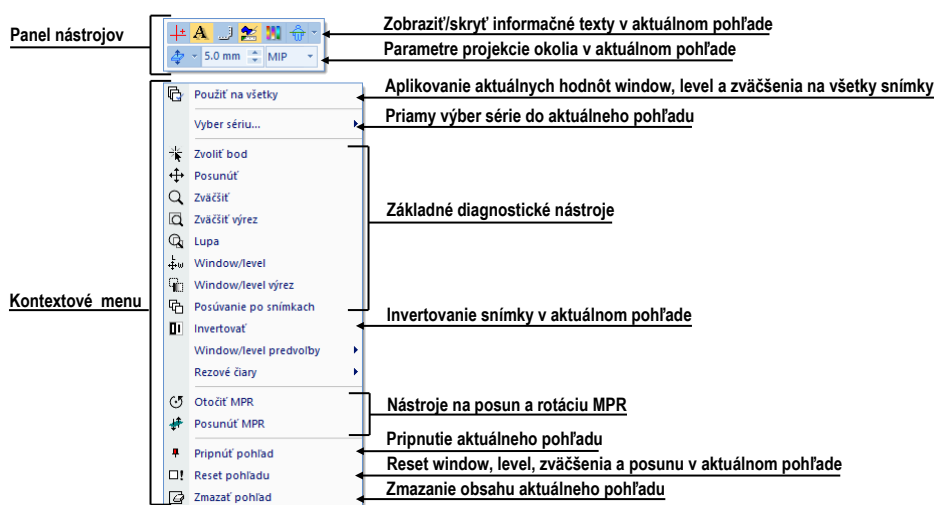 Panel nástrojov
A
5.0 mm MIP
Zobraziť/skryť informačné texty v aktuálnom pohľade
Parametre projekcie okolia v aktuálnom pohľade
Kontextové menu
Použiť na všetky
Aplikovanie aktuálnych hodnôt window, level a zväčšenia na všetky snímky
Vyber sériu...
Priamy výber série do aktuálneho pohľadu
Zvoliť bod
Posunúť
Zväčšiť
Zväčšiť výrez
Lupa
Window/level
Window/level výrez
Posúvanie po snímkach
Základné diagnostické nástroje
Invertovať
Invertovanie snímky v aktuálnom pohľade
Window/level predvoľby
Rezové čiary
Otočiť MPR
Posunúť MPR
Nástroje na posun a rotáciu MPR
Pripnúť pohľad
Pripnutie aktuálneho pohľadu
Reset pohľadu
Reset window, level, zväčšenia a posunu v aktuálnom pohľade
Zmazať pohľad
Zmazanie obsahu aktuálneho pohľadu